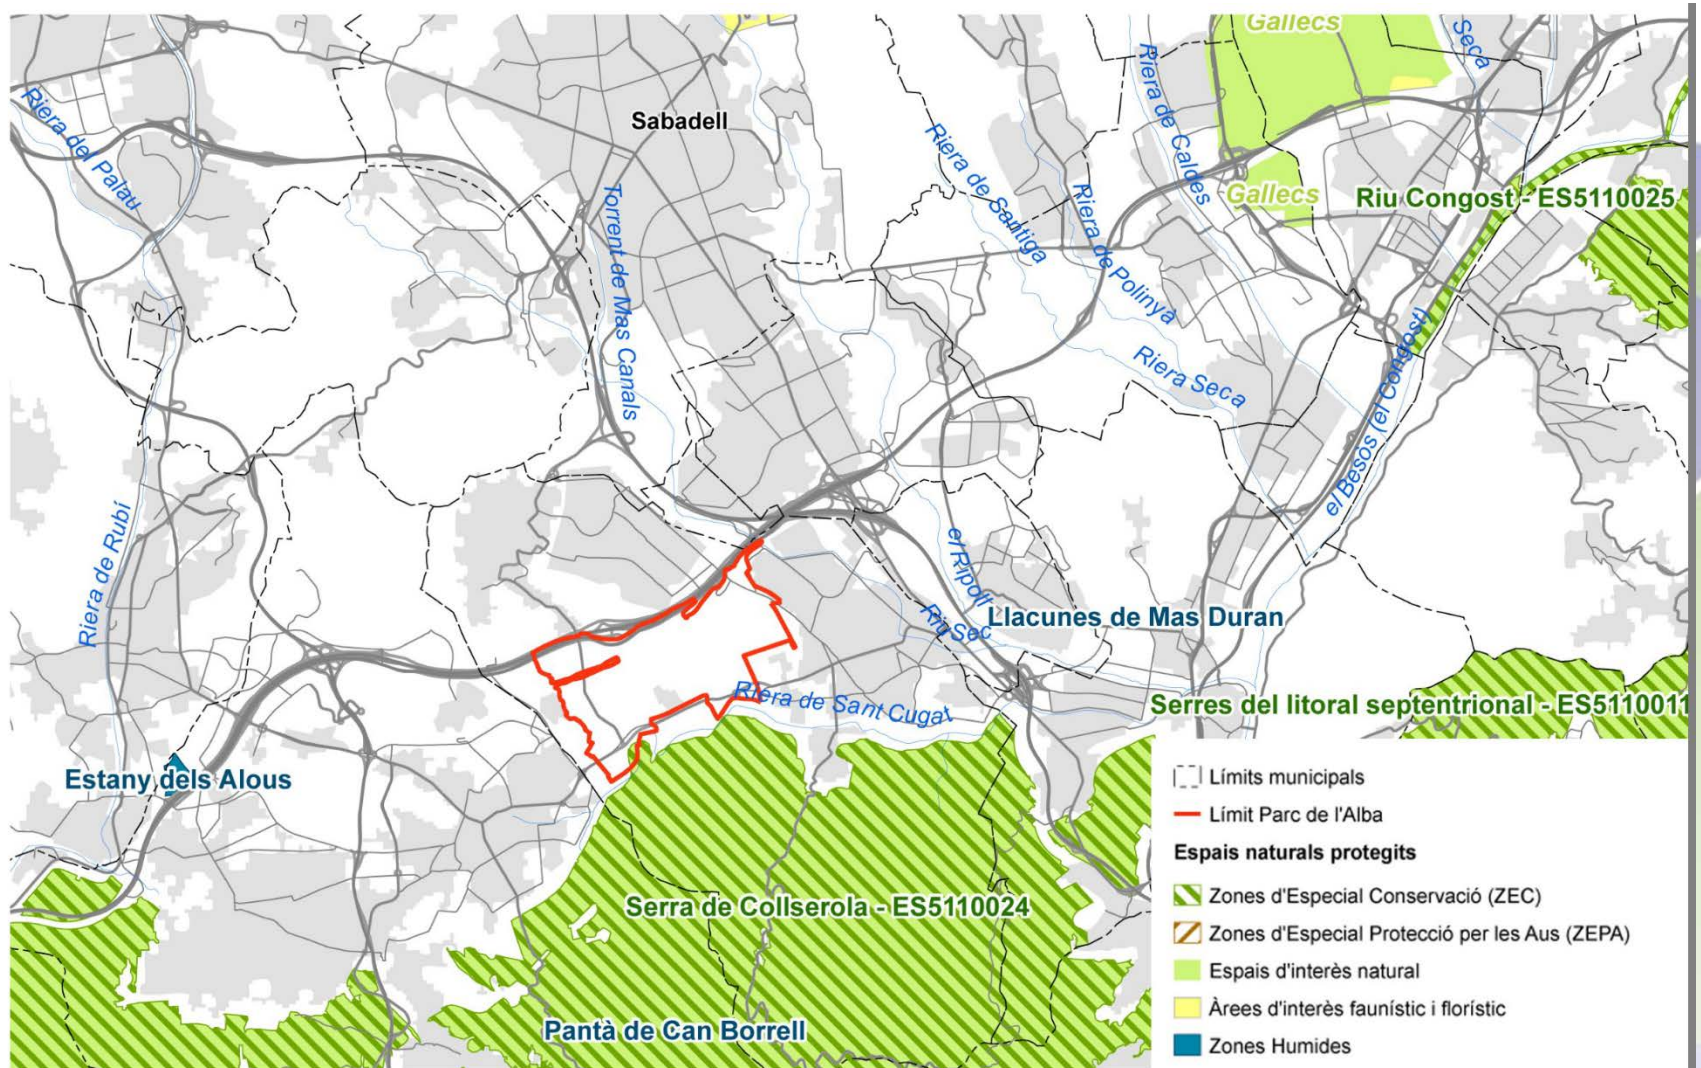 Gallecs
Seca
Riera de Caldes
Riera del Palau
Sabadell
Riera de Santiga
Riera de Polinyà
Gallecs
Riu Congost - ES5110025
Torrent de Mas Canals
Riera Seca
el Besòs (el Congost)
Riera de Rubí
el Ripoll
Riu Sec
Llacunes de Mas Duran
Riera de Sant Cugat
Serres del litoral septentrional - ES5110011
Estany dels Alous
Serra de Collserola - ES5110024
Pantà de Can Borrell
Límits municipals
Límit Parc de l'Alba
Espais naturals protegits
Zones d'Especial Conservació (ZEC)
Zones d'Especial Protecció per les Aus (ZEPA)
Espais d'interès natural
Àrees d'interès faunístic i florístic
Zones Humides